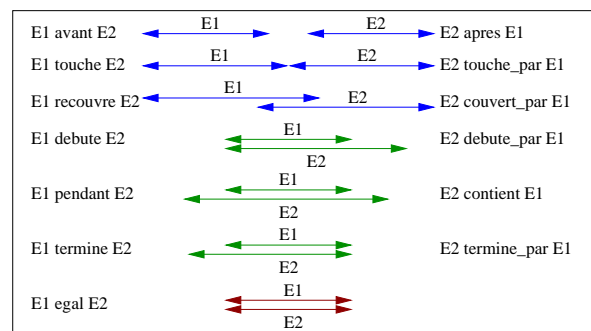 E1 avant E2 E1 E2 E2 apres E1
E1 touche E2 E1 E2 E2 touche_par E1
E1 recouvre E2 E1 E2 E2 couvert_par E1
E1 debute E2 E1 E2 debute_par E1
E2
E1 pendant E2 E1 E2 contient E1
E2
E1 termine E2 E1 E2 termine_par E1
E2
E1 egal E2 E1
E2